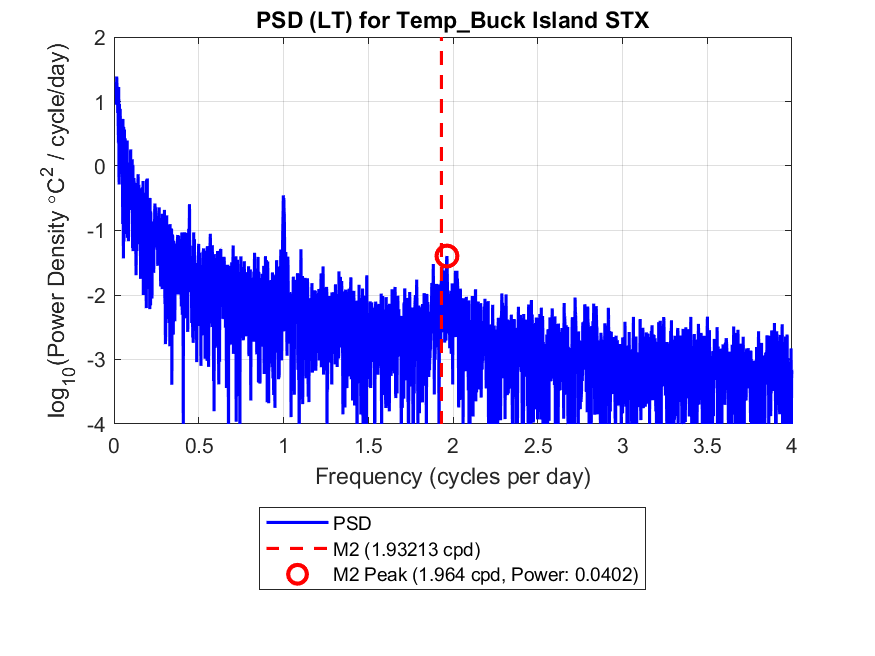 PSD (LT) for Temp_Buck Island STX
log10(Power Density °C2 / cycle/day)
2
1
0
-1
-2
-3
-4
0 0.5 1 1.5 2 2.5 3 3.5 4
Frequency (cycles per day)
PSD
M2 (1.93213 cpd)
M2 Peak (1.964 cpd, Power: 0.0402)